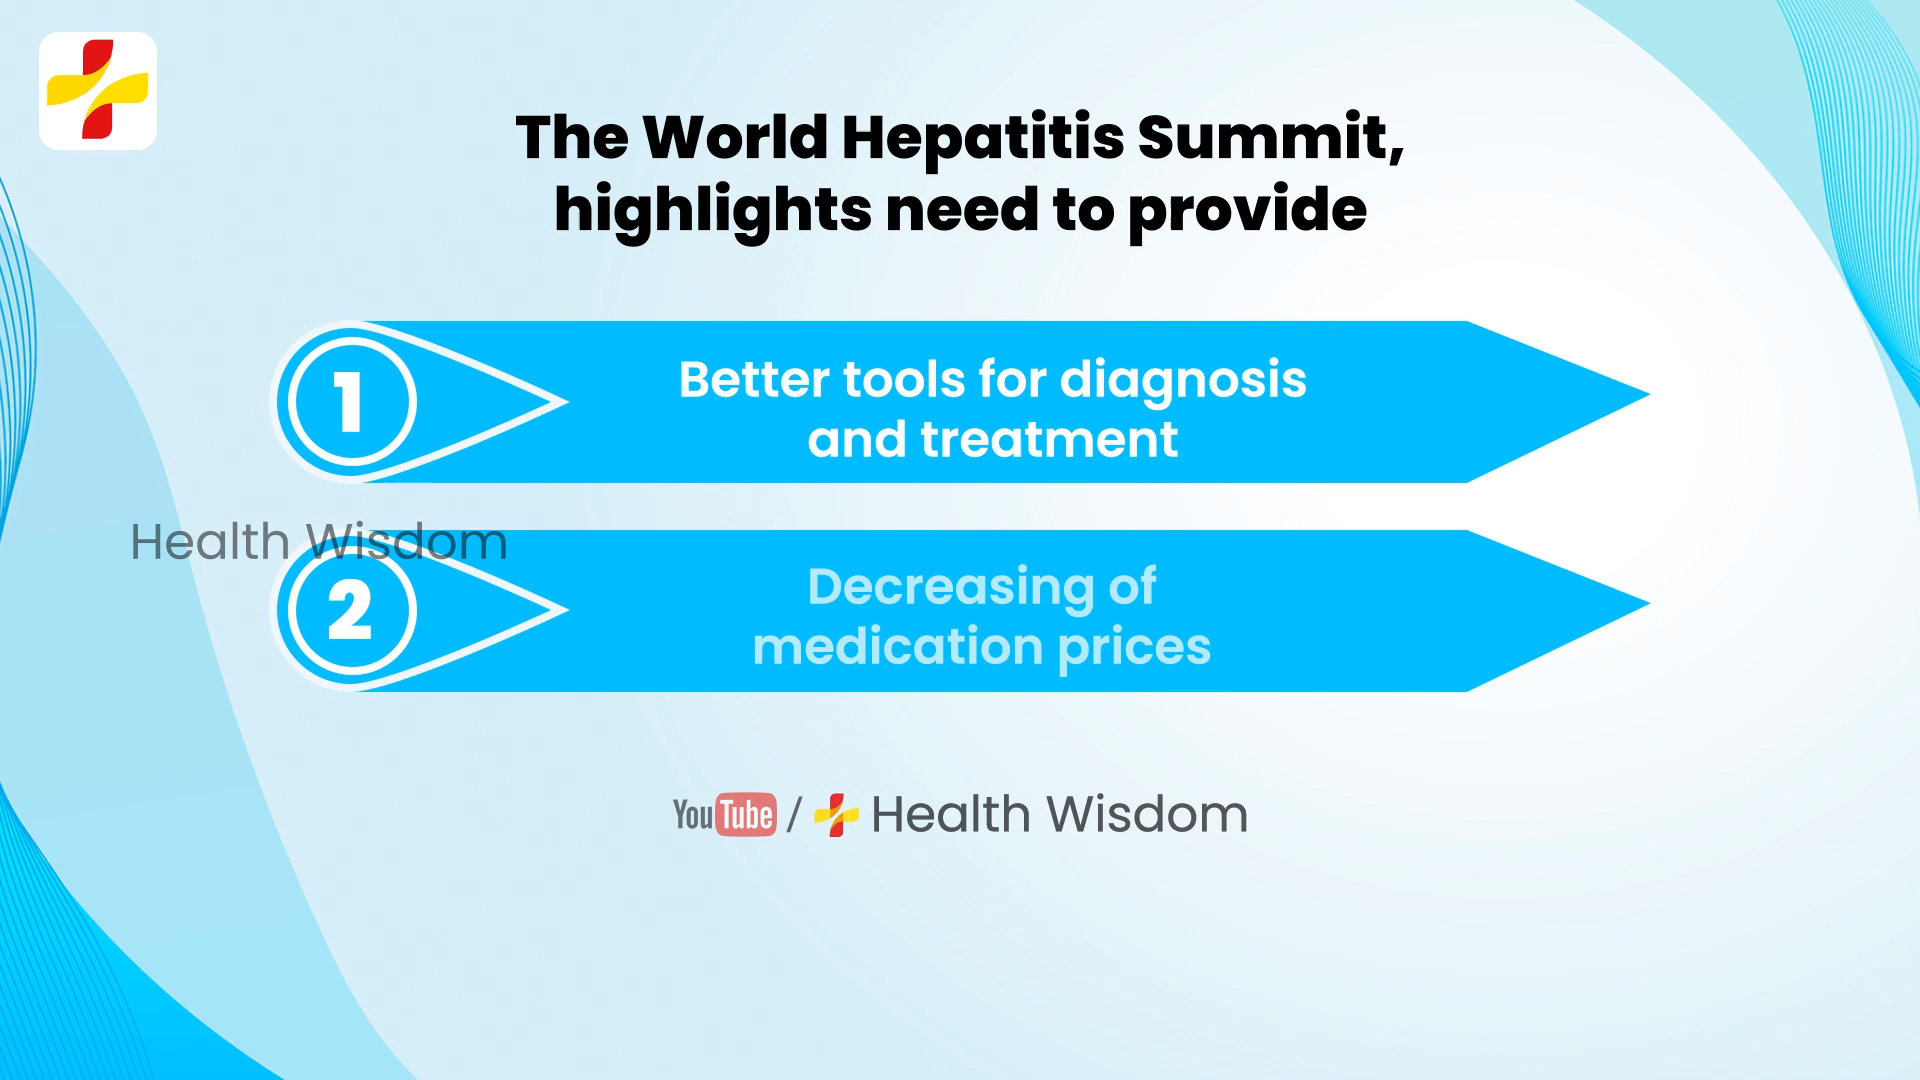 The World Hepatitis Summit,
highlights need to provide
1
Better tools for diagnosis
and treatment
Health Wisdom
2
Decreasing of
medication prices
YouTube / Health Wisdom